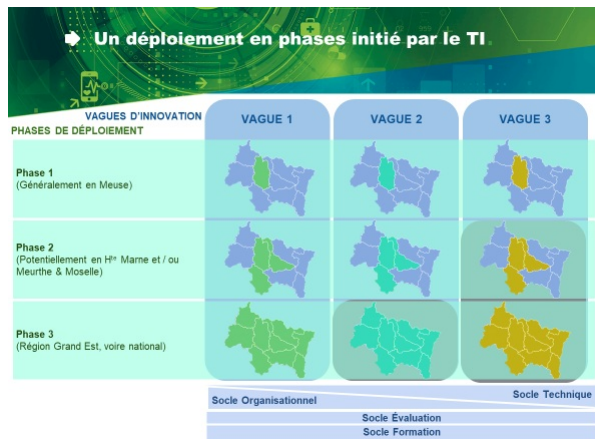 Un déploiement en phases initié par le TI
VAGUES D'INNOVATION
VAGUE 1
VAGUE 2
VAGUE 3
PHASES DE DÉPLOIEMENT
Phase 1
(Généralement en Meuse)
Phase 2
(Potentiellement en Hte Marne et / ou
Meurthe & Moselle)
Phase 3
(Région Grand Est, voire national)
Socle Organisationnel
Socle Technique
Socle Évaluation
Socle Formation